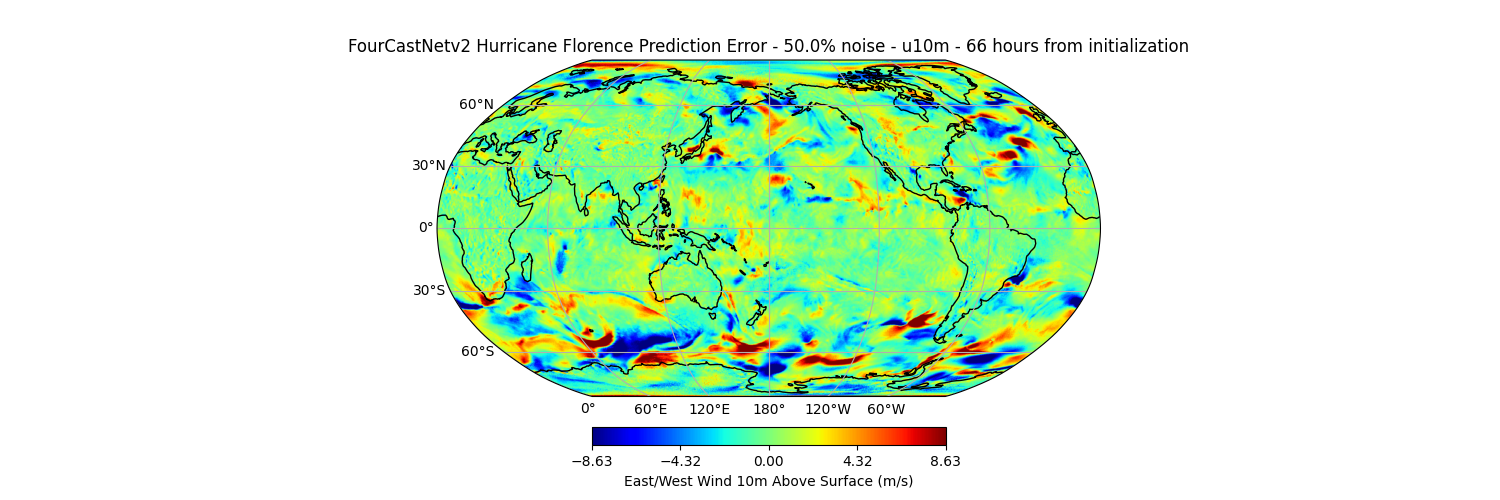 FourCastNetv2 Hurricane Florence Prediction Error - 50.0% noise - u10m - 66 hours from initialization
60°N
30°N
0°
30°S
60°S
0° 60°E 120°E 180° 120°W 60°W
−8.63 −4.32 0.00 4.32 8.63
East/West Wind 10m Above Surface (m/s)